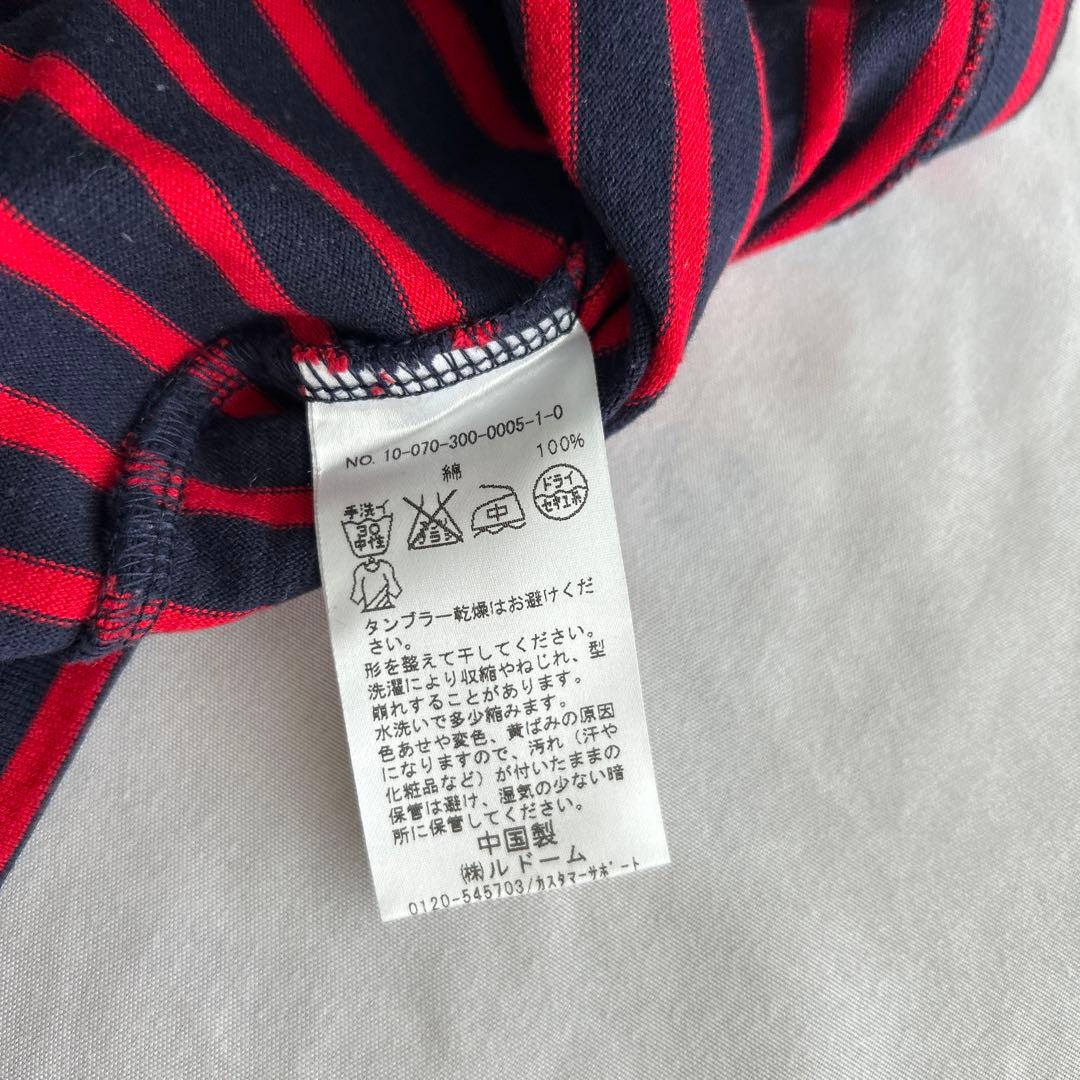 NO. 10-070-300-0005-1-0
綿 100%
手洗イ
30
中性
エンソサラシ
中
ドライ
セキユ系
タンブラー乾燥はお避けくだ
さい。
形を整えて干してください。
洗濯により収縮やねじれ、型
崩れすることがあります。
水洗いで多少縮みます。
色あせや変色、黄ばみの原因
になりますので、汚れ（汗や
化粧品など）が付いたままの
保管は避け、湿気の少ない暗
所に保管してください。
中国製
㈱ルドーム
0120-545703/カスタマーサポート